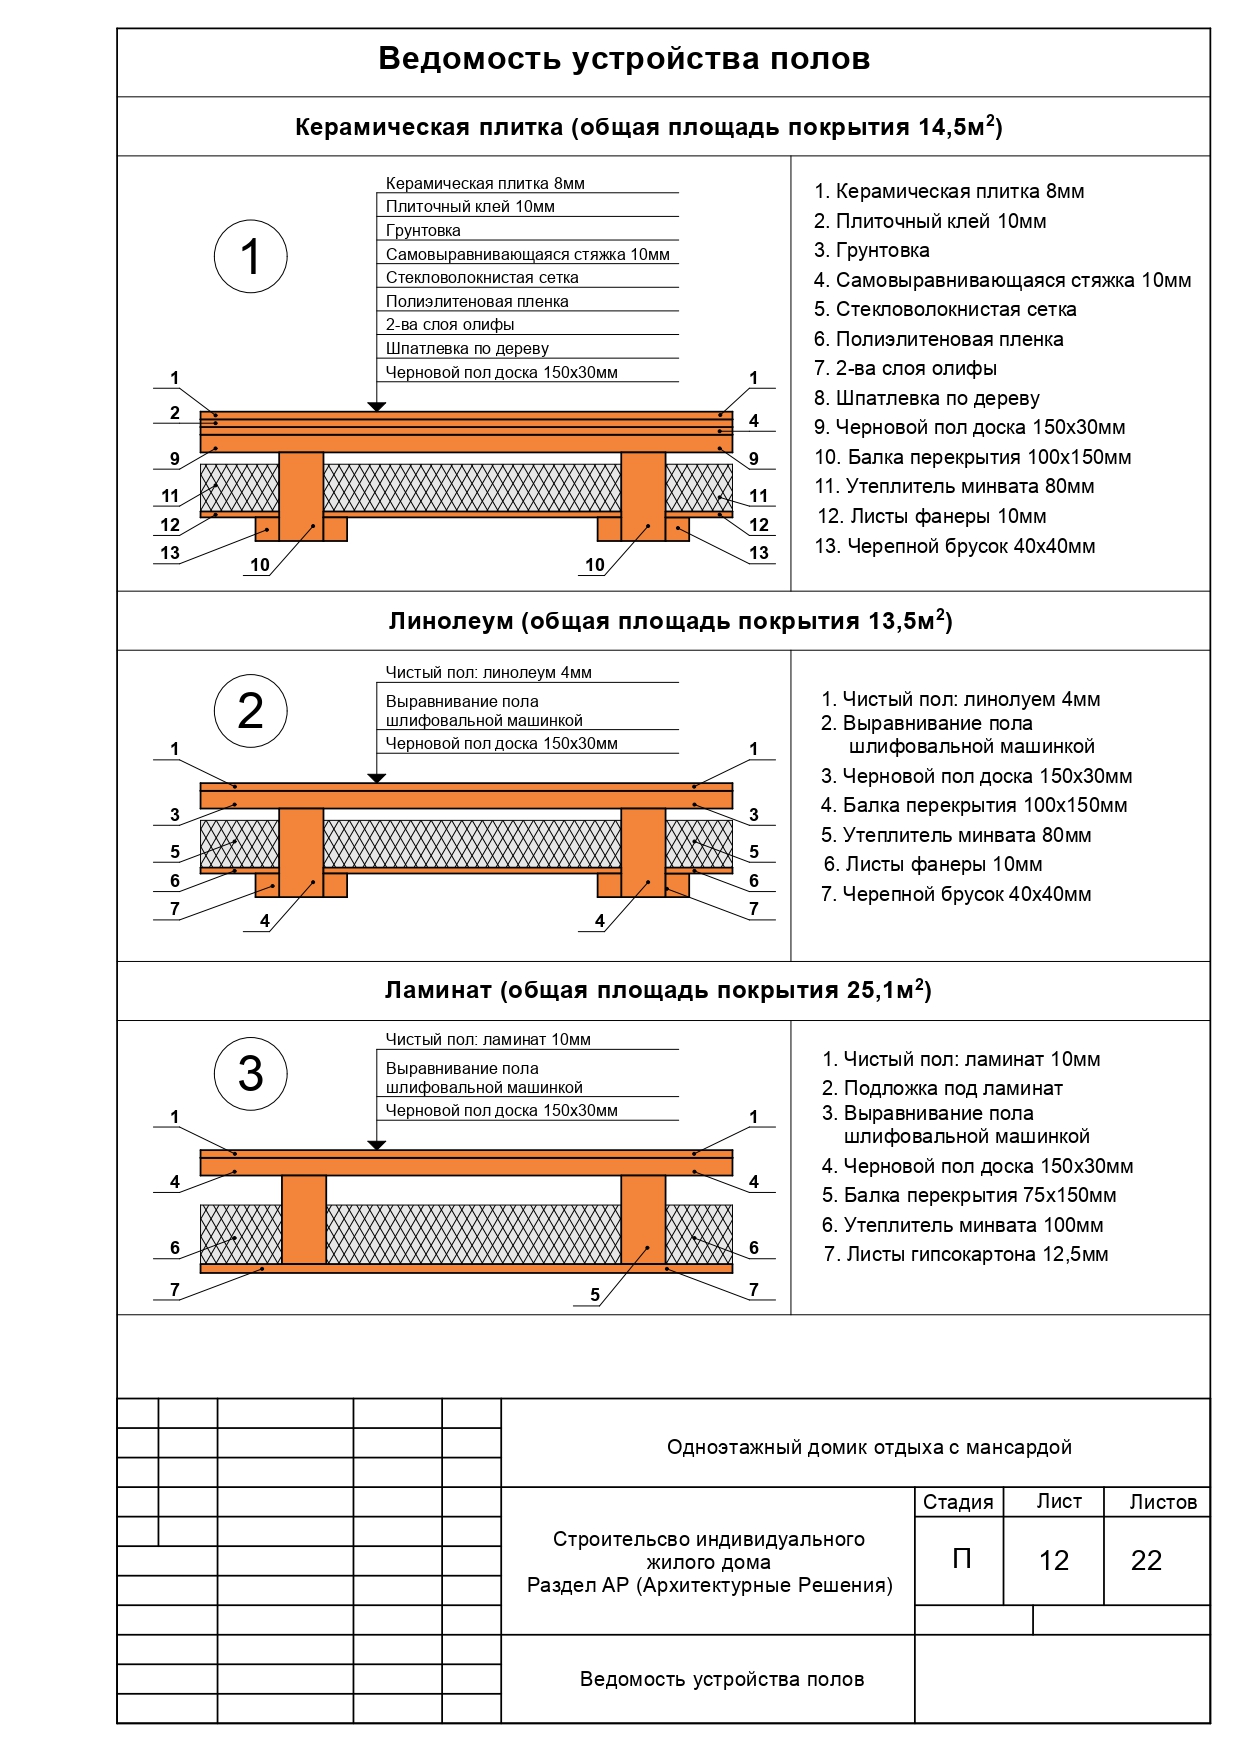 Ведомость устройства полов
Керамическая плитка (общая площадь покрытия 14,5м²)
1
Керамическая плитка 8мм
Плиточный клей 10мм
Грунтовка
Самовыравнивающаяся стяжка 10мм
Стекловолокнистая сетка
Полиэлитеновая пленка
2-ва слоя олифы
Шпатлевка по дереву
Черновой пол доска 150х30мм
1
2
9
11
12
13
10
10
1
4
9
11
12
13
1. Керамическая плитка 8мм
2. Плиточный клей 10мм
3. Грунтовка
4. Самовыравнивающаяся стяжка 10мм
5. Стекловолокнистая сетка
6. Полиэлитеновая пленка
7. 2-ва слоя олифы
8. Шпатлевка по дереву
9. Черновой пол доска 150х30мм
10. Балка перекрытия 100х150мм
11. Утеплитель минвата 80мм
12. Листы фанеры 10мм
13. Черепной брусок 40х40мм
Линолеум (общая площадь покрытия 13,5м²)
2
Чистый пол: линолеум 4мм
Выравнивание пола
шлифовальной машинкой
Черновой пол доска 150х30мм
1
3
5
6
7
4
4
1
3
5
6
7
1. Чистый пол: линолуем 4мм
2. Выравнивание пола
шлифовальной машинкой
3. Черновой пол доска 150х30мм
4. Балка перекрытия 100х150мм
5. Утеплитель минвата 80мм
6. Листы фанеры 10мм
7. Черепной брусок 40х40мм
Ламинат (общая площадь покрытия 25,1м²)
3
Чистый пол: ламинат 10мм
Выравнивание пола
шлифовальной машинкой
Черновой пол доска 150х30мм
1
4
6
7
5
1
4
6
7
1. Чистый пол: ламинат 10мм
2. Подложка под ламинат
3. Выравнивание пола
шлифовальной машинкой
4. Черновой пол доска 150х30мм
5. Балка перекрытия 75х150мм
6. Утеплитель минвата 100мм
7. Листы гипсокартона 12,5мм
Одноэтажный домик отдыха с мансардой
Строительсво индивидуального
жилого дома
Раздел АР (Архитектурные Решения)
Стадия Лист Листов
П 12 22
Ведомость устройства полов